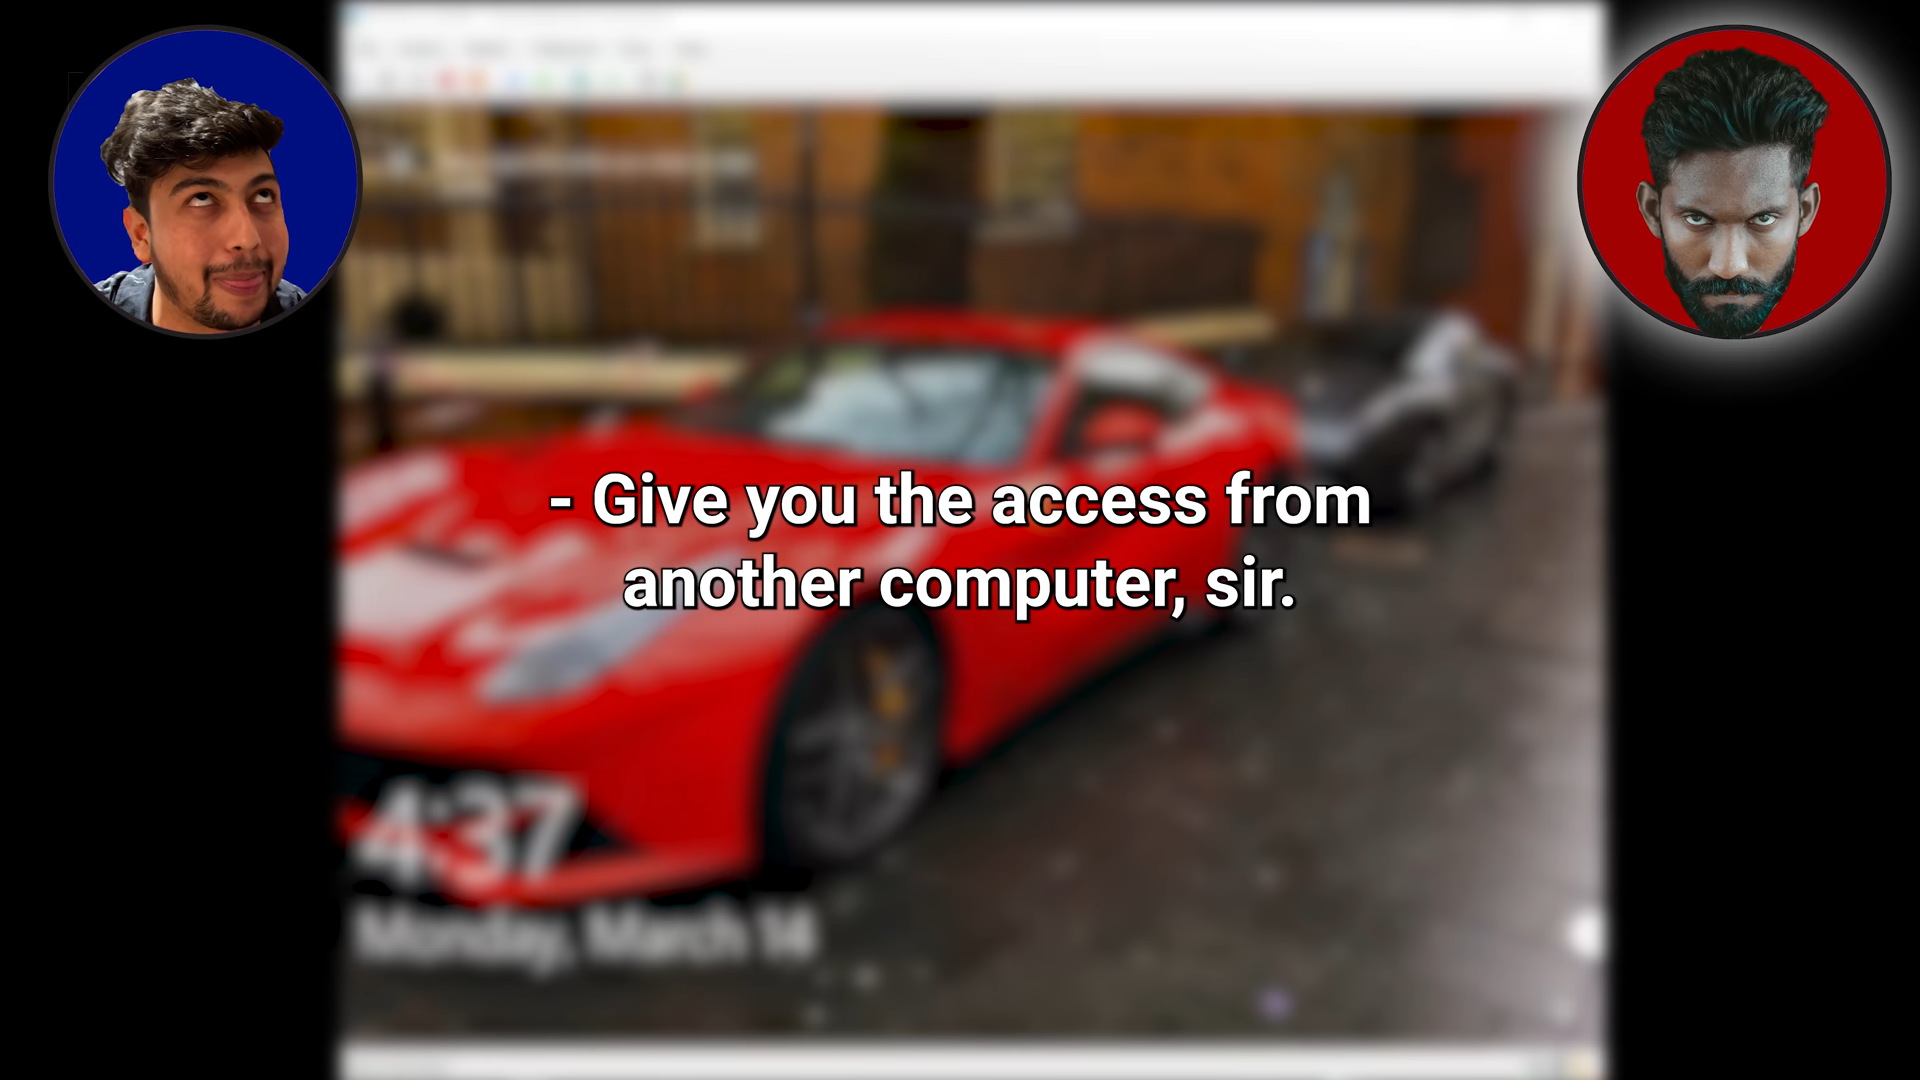 - Give you the access from
another computer, sir.
4:37
Monday, March 14